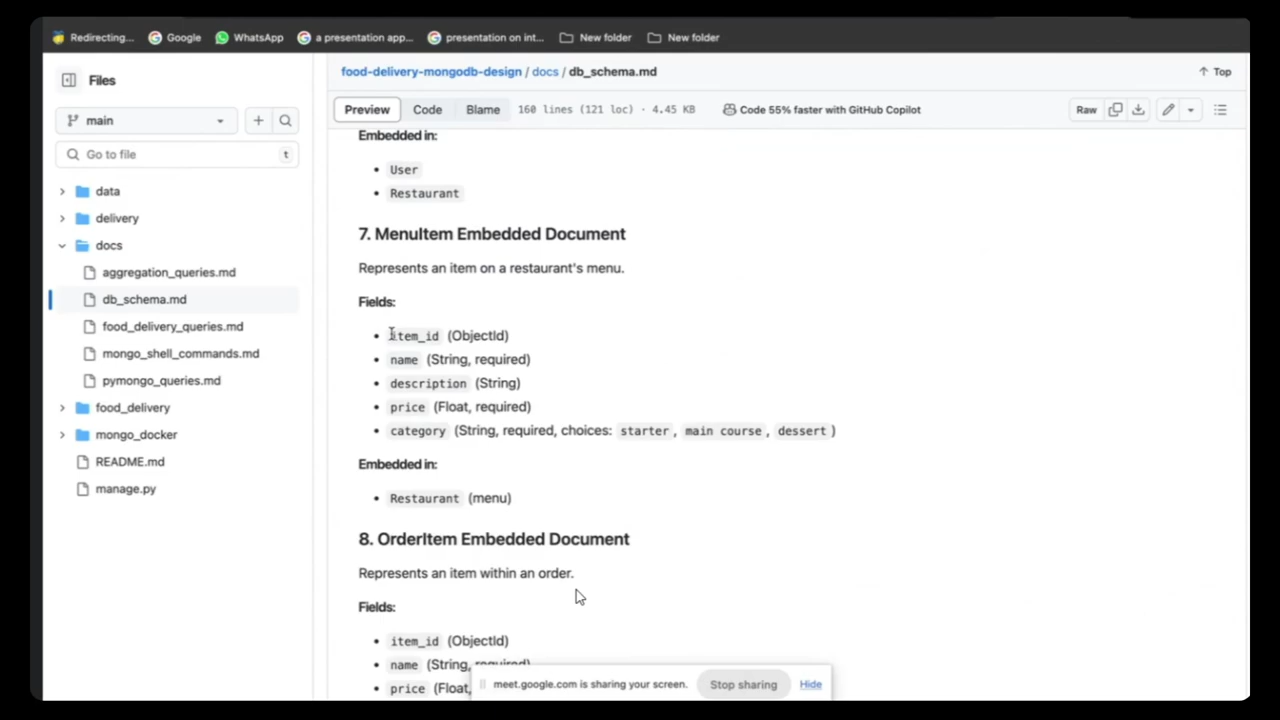 Redirecting... Google WhatsApp a presentation app... presentation on int... New folder New folder
Files
main
Go to file t
data
delivery
docs
aggregation_queries.md
db_schema.md
food_delivery_queries.md
mongo_shell_commands.md
pymongo_queries.md
food_delivery
mongo_docker
README.md
manage.py
food-delivery-mongodb-design / docs / db_schema.md
Top
Preview Code Blame 160 lines (121 loc) · 4.45 KB Code 55% faster with GitHub Copilot Raw
Embedded in:
• User
• Restaurant
7. MenuItem Embedded Document
Represents an item on a restaurant's menu.
Fields:
• item_id (ObjectId)
• name (String, required)
• description (String)
• price (Float, required)
• category (String, required, choices: starter, main course, dessert)
Embedded in:
• Restaurant (menu)
8. OrderItem Embedded Document
Represents an item within an order.
Fields:
• item_id (ObjectId)
• name (String, required)
• price (Float,
meet.google.com is sharing your screen. Stop sharing Hide